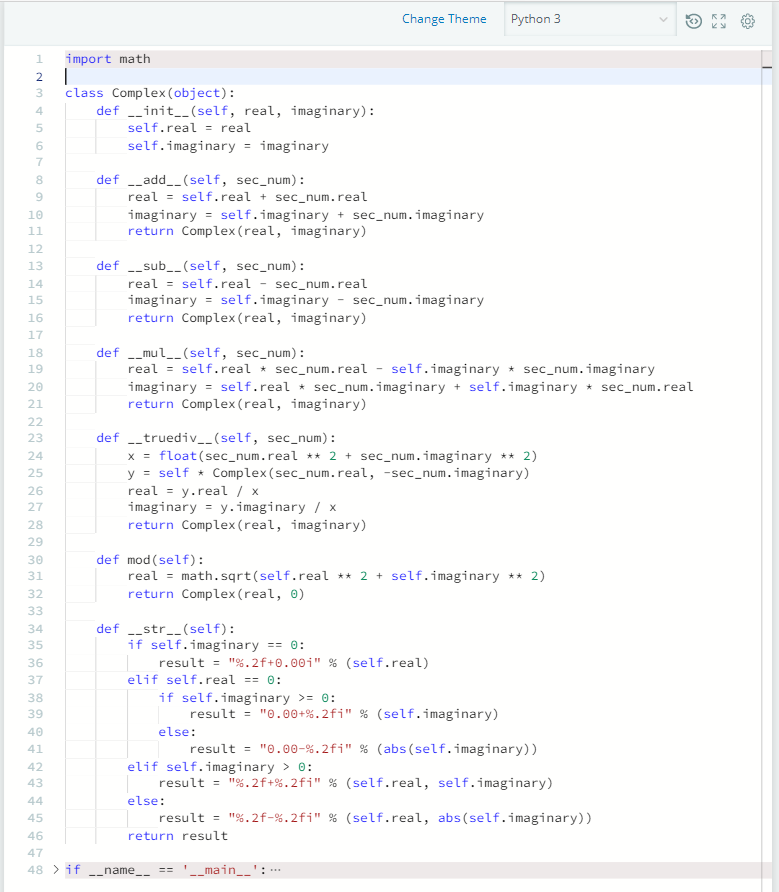 Change Theme Python 3
1 import math
2
3 class Complex(object):
4     def __init__(self, real, imaginary):
5         self.real = real
6         self.imaginary = imaginary
7
8     def __add__(self, sec_num):
9         real = self.real + sec_num.real
10         imaginary = self.imaginary + sec_num.imaginary
11         return Complex(real, imaginary)
12
13     def __sub__(self, sec_num):
14         real = self.real - sec_num.real
15         imaginary = self.imaginary - sec_num.imaginary
16         return Complex(real, imaginary)
17
18     def __mul__(self, sec_num):
19         real = self.real * sec_num.real - self.imaginary * sec_num.imaginary
20         imaginary = self.real * sec_num.imaginary + self.imaginary * sec_num.real
21         return Complex(real, imaginary)
22
23     def __truediv__(self, sec_num):
24         x = float(sec_num.real ** 2 + sec_num.imaginary ** 2)
25         y = self * Complex(sec_num.real, -sec_num.imaginary)
26         real = y.real / x
27         imaginary = y.imaginary / x
28         return Complex(real, imaginary)
29
30     def mod(self):
31         real = math.sqrt(self.real ** 2 + self.imaginary ** 2)
32         return Complex(real, 0)
33
34     def __str__(self):
35         if self.imaginary == 0:
36             result = "%.2f+0.00i" % (self.real)
37         elif self.real == 0:
38             if self.imaginary >= 0:
39                 result = "0.00+%.2fi" % (self.imaginary)
40             else:
41                 result = "0.00-%.2fi" % (abs(self.imaginary))
42         elif self.imaginary > 0:
43             result = "%.2f+%.2fi" % (self.real, self.imaginary)
44         else:
45             result = "%.2f-%.2fi" % (self.real, abs(self.imaginary))
46         return result
47
48 > if __name__ == '__main__':⋯